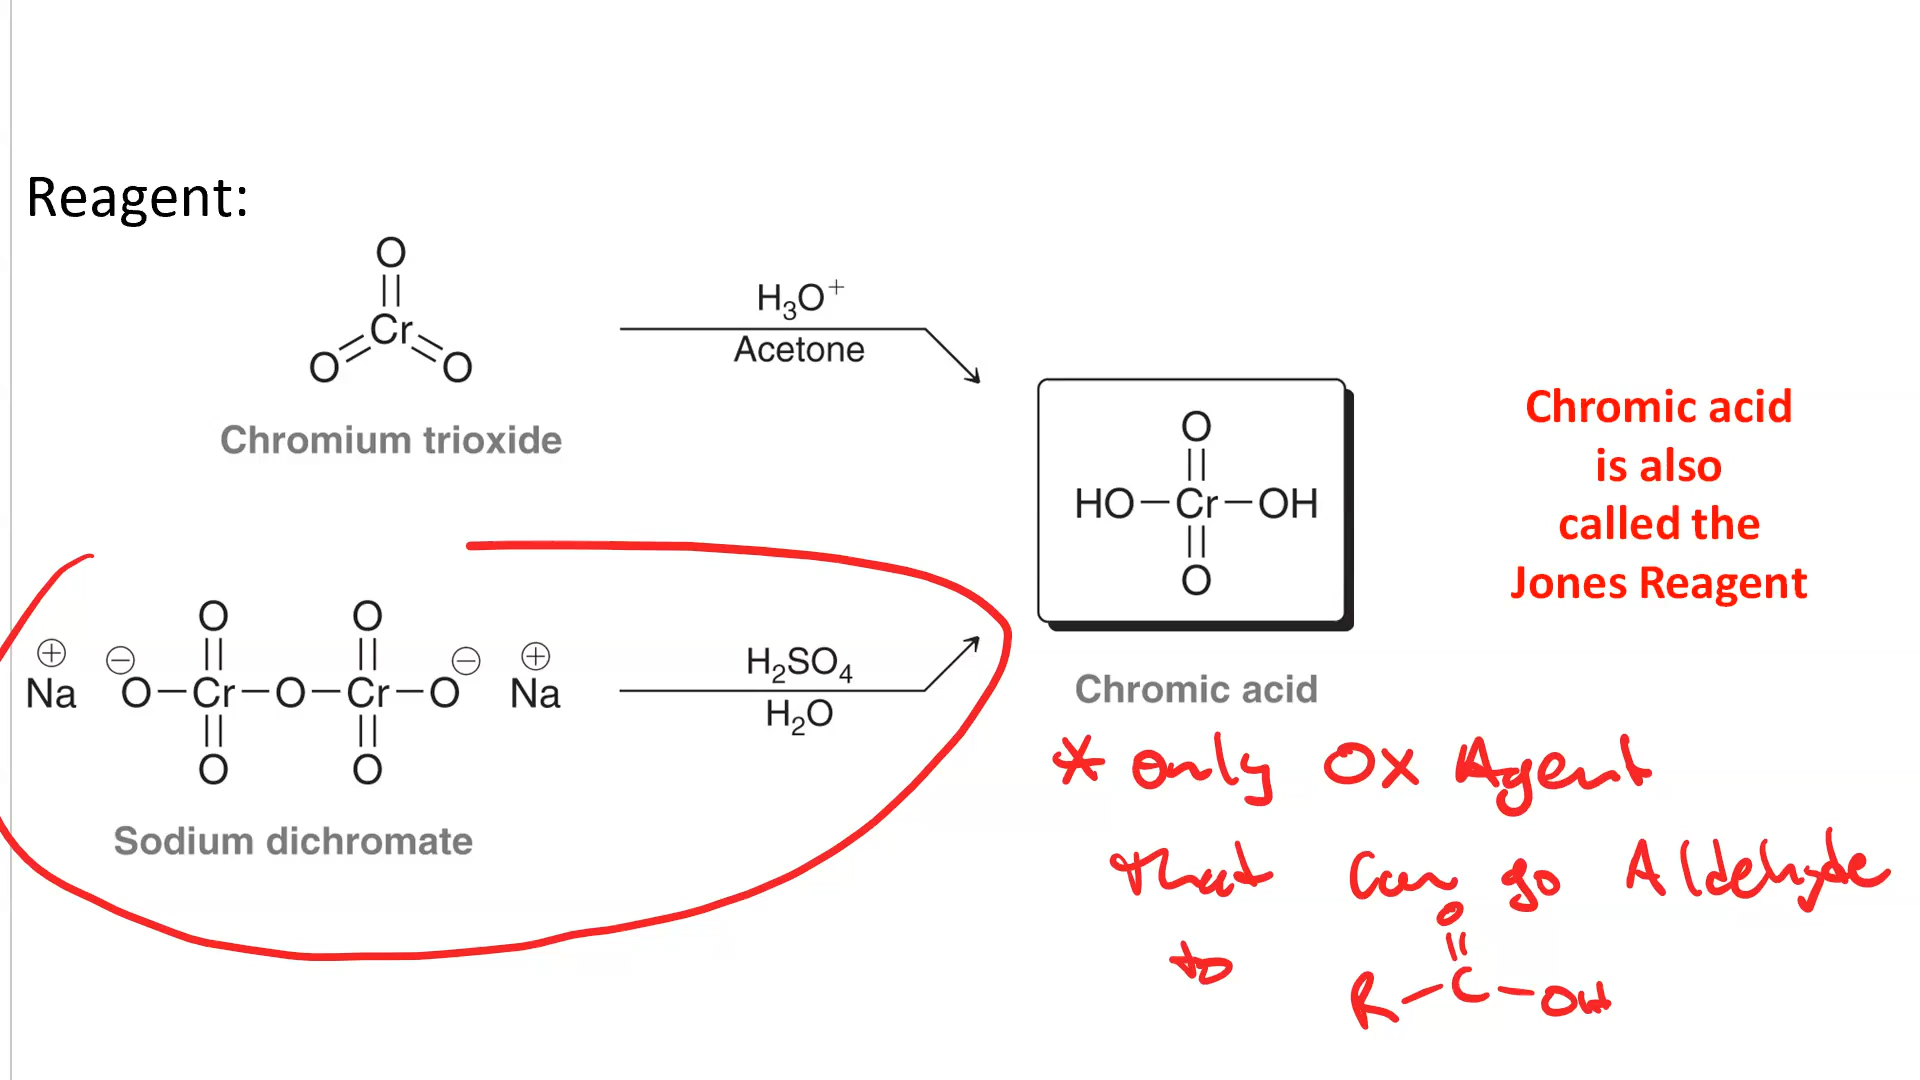 Reagent:
O
Cr
O O
Chromium trioxide
H₃O⁺
Acetone
O
HO–Cr–OH
O
Chromic acid
Chromic acid
is also
called the
Jones Reagent
O O
Na⊕ ⊖O–Cr–O–Cr–O⊖ Na⊕
O O
Sodium dichromate
H₂SO₄
H₂O
* only Ox Agent
that can go Aldehyde
to
O
R–C–OH